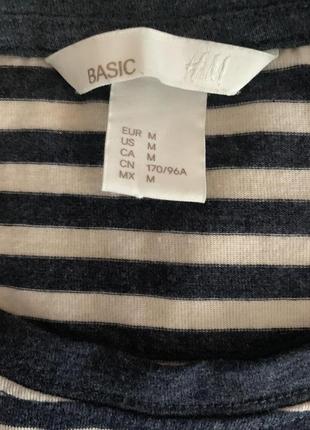 BASIC H&M
EUR M
US M
CA M
CN 170/96A
MX M